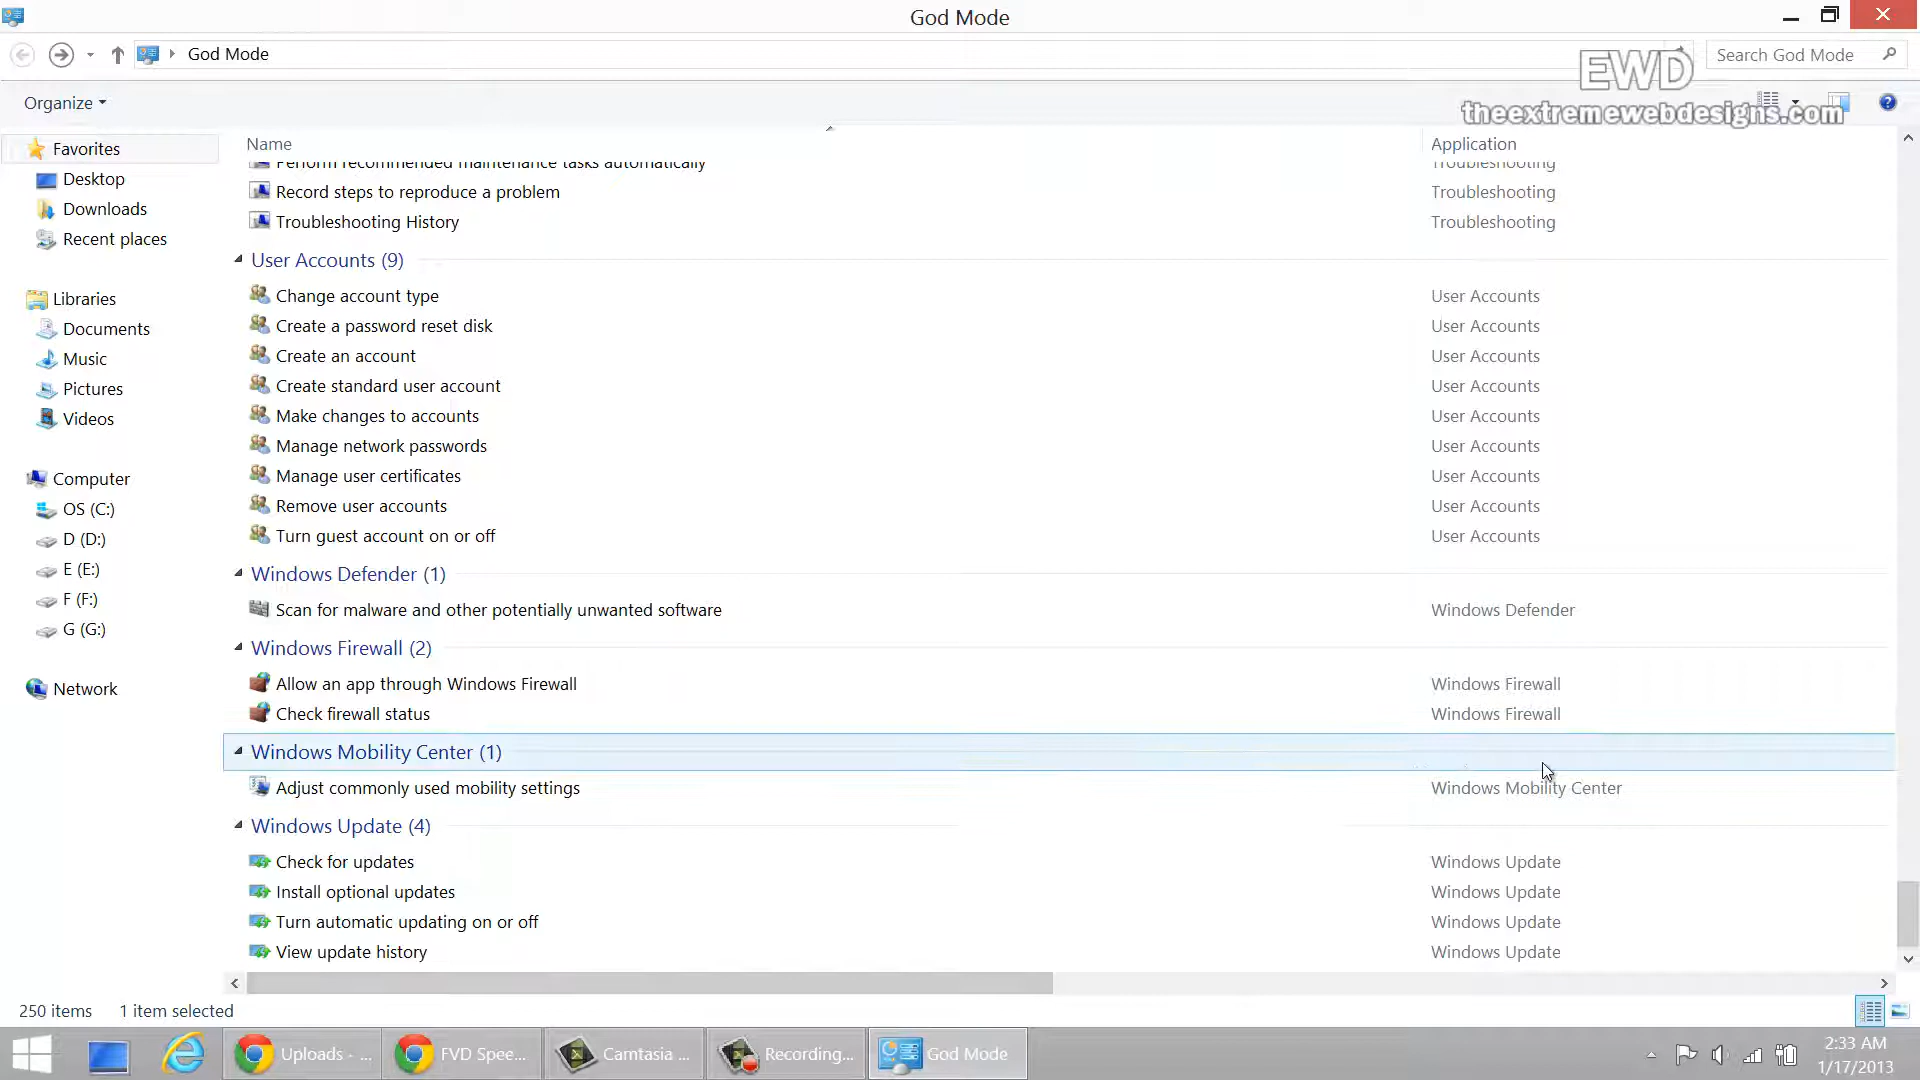 God Mode
God Mode
Search God Mode
EWD
theextremewebdesigns.com
Organize
Name
Application
Favorites
Desktop
Downloads
Recent places
Libraries
Documents
Music
Pictures
Videos
Computer
OS (C:)
D (D:)
E (E:)
F (F:)
G (G:)
Network
Perform recommended maintenance tasks automatically Troubleshooting
Record steps to reproduce a problem Troubleshooting
Troubleshooting History Troubleshooting
User Accounts (9)
Change account type User Accounts
Create a password reset disk User Accounts
Create an account User Accounts
Create standard user account User Accounts
Make changes to accounts User Accounts
Manage network passwords User Accounts
Manage user certificates User Accounts
Remove user accounts User Accounts
Turn guest account on or off User Accounts
Windows Defender (1)
Scan for malware and other potentially unwanted software Windows Defender
Windows Firewall (2)
Allow an app through Windows Firewall Windows Firewall
Check firewall status Windows Firewall
Windows Mobility Center (1)
Adjust commonly used mobility settings Windows Mobility Center
Windows Update (4)
Check for updates Windows Update
Install optional updates Windows Update
Turn automatic updating on or off Windows Update
View update history Windows Update
250 items 1 item selected
Uploads - ... FVD Spee... Camtasia ... Recording... God Mode
2:33 AM
1/17/2013